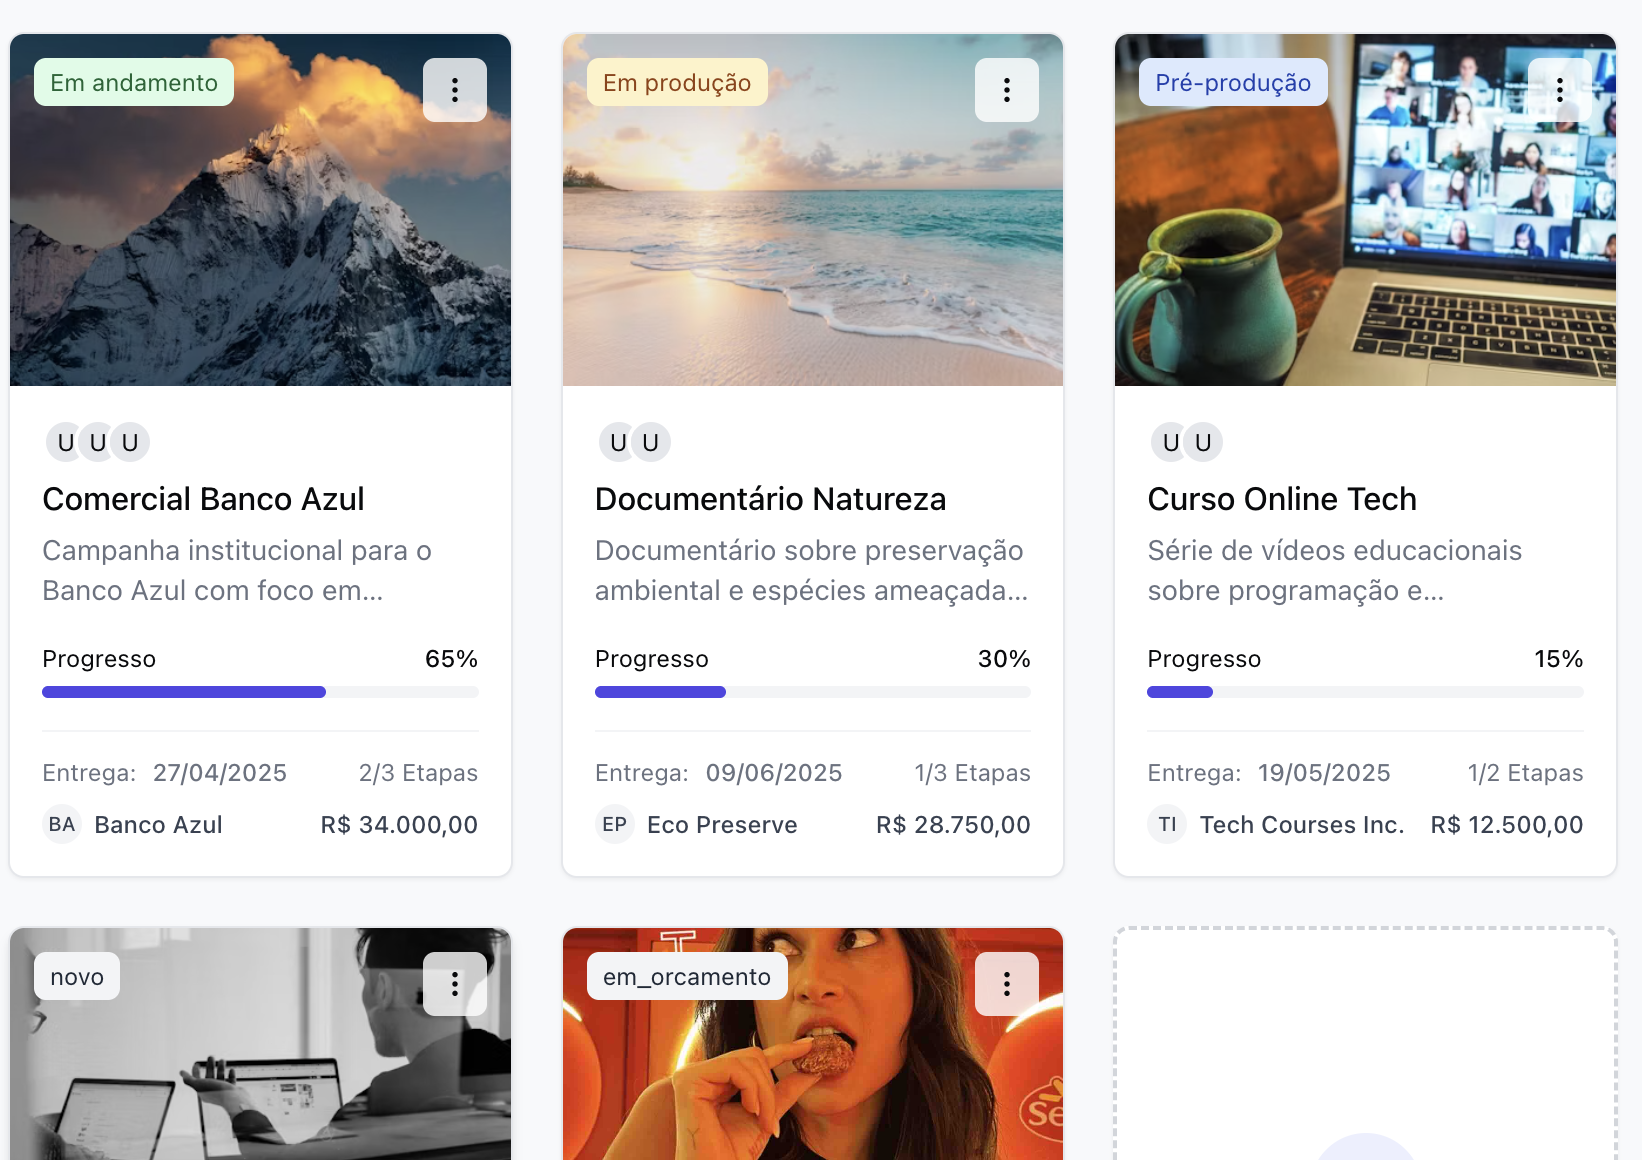 Em andamento
Em produção
Pré-produção
U U U
Comercial Banco Azul
Campanha institucional para o
Banco Azul com foco em...
Progresso 65%
Entrega: 27/04/2025 2/3 Etapas
BA Banco Azul R$ 34.000,00
U U
Documentário Natureza
Documentário sobre preservação
ambiental e espécies ameaçada...
Progresso 30%
Entrega: 09/06/2025 1/3 Etapas
EP Eco Preserve R$ 28.750,00
U U
Curso Online Tech
Série de vídeos educacionais
sobre programação e...
Progresso 15%
Entrega: 19/05/2025 1/2 Etapas
TI Tech Courses Inc. R$ 12.500,00
novo
em_orcamento